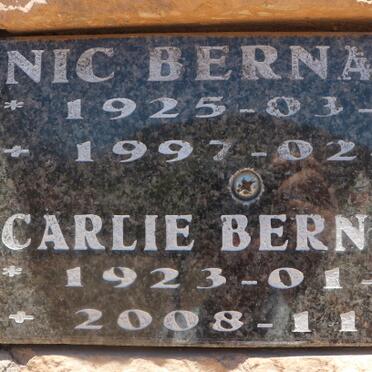 NIC BERNA
* 1925-03-
+ 1997-02
CARLIE BERN
* 1923-01-
+ 2008-11